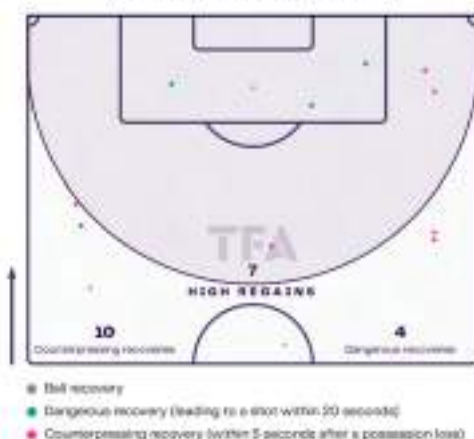 TFA
7
HIGH REGAINS
10
Counterpressing recoveries
4
Dangerous recoveries
Ball recovery
Dangerous recovery (leading to a shot within 20 seconds)
Counterpressing recovery (within 5 seconds after a possession loss)